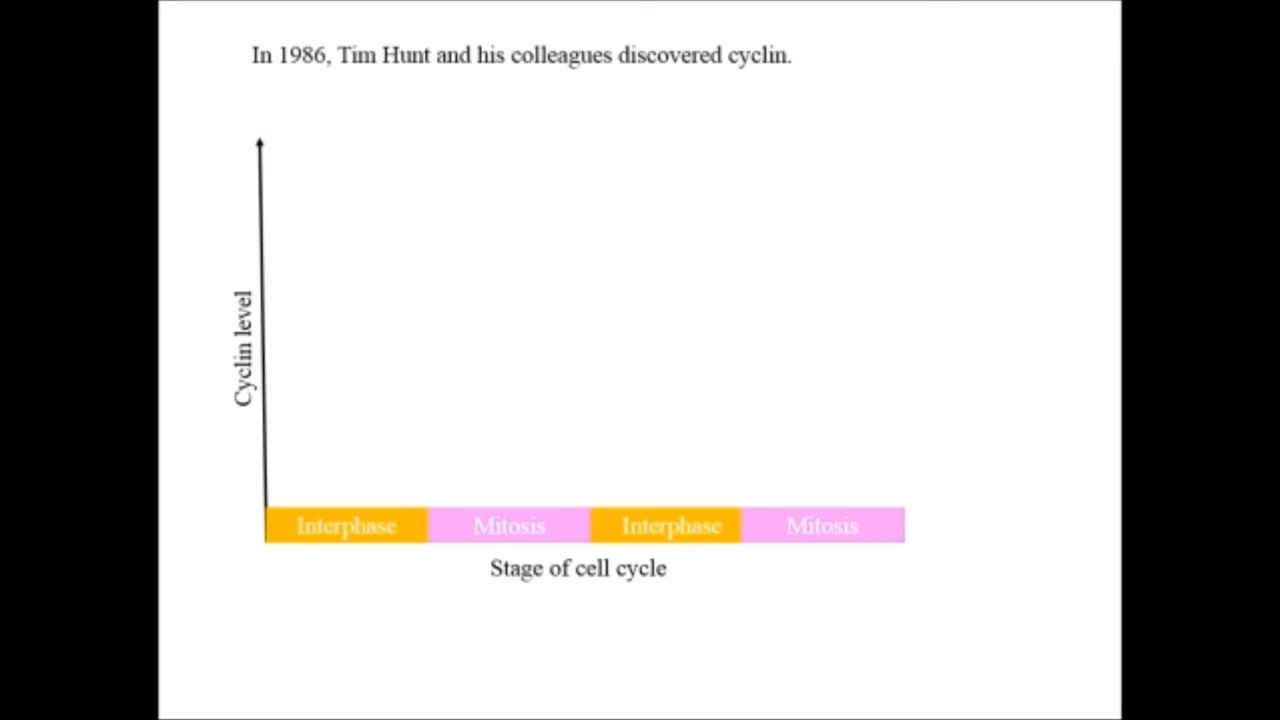 In 1986, Tim Hunt and his colleagues discovered cyclin.
Cyclin level
Interphase Mitosis Interphase Mitosis
Stage of cell cycle